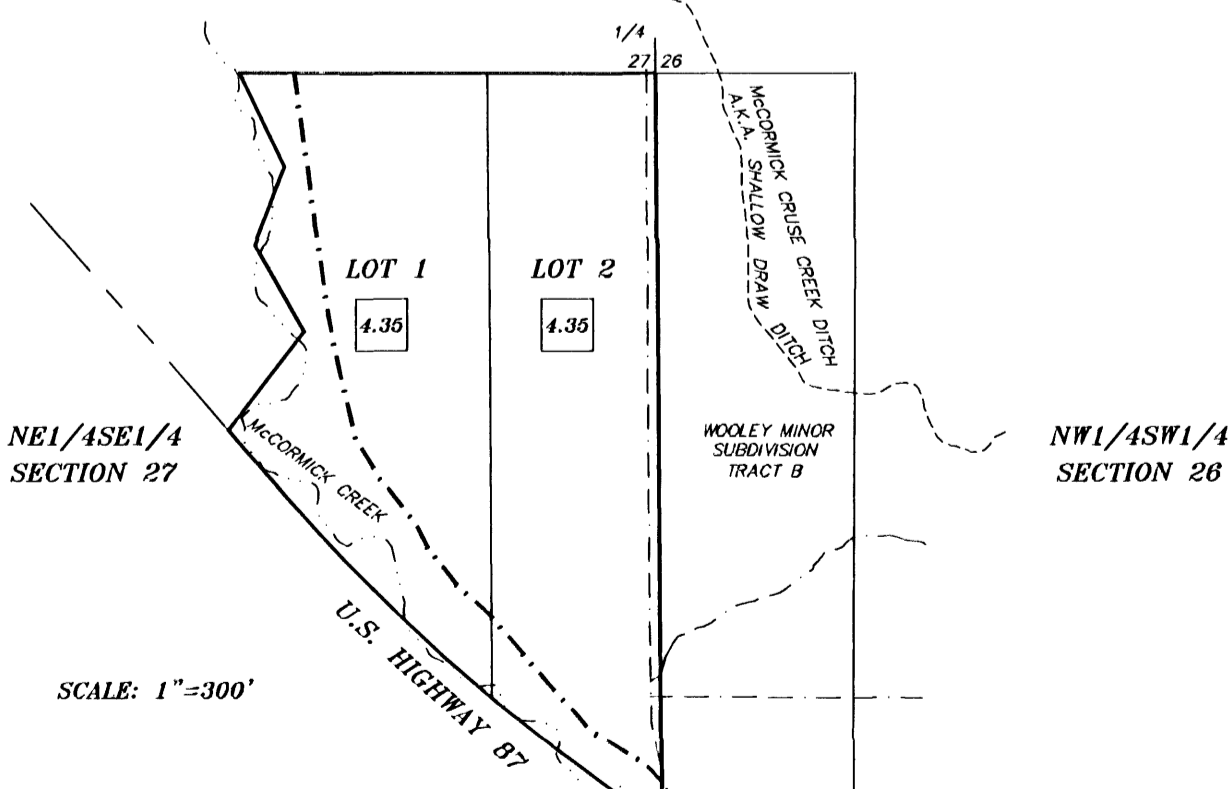 1/4
27 26
McCORMICK CRUSE CREEK DITCH
A.K.A. SHALLOW DRAW DITCH
LOT 1
4.35
LOT 2
4.35
NE1/4SE1/4
SECTION 27
McCORMICK CREEK
WOOLEY MINOR
SUBDIVISION
TRACT B
NW1/4SW1/4
SECTION 26
U.S. HIGHWAY 87
SCALE: 1"=300'